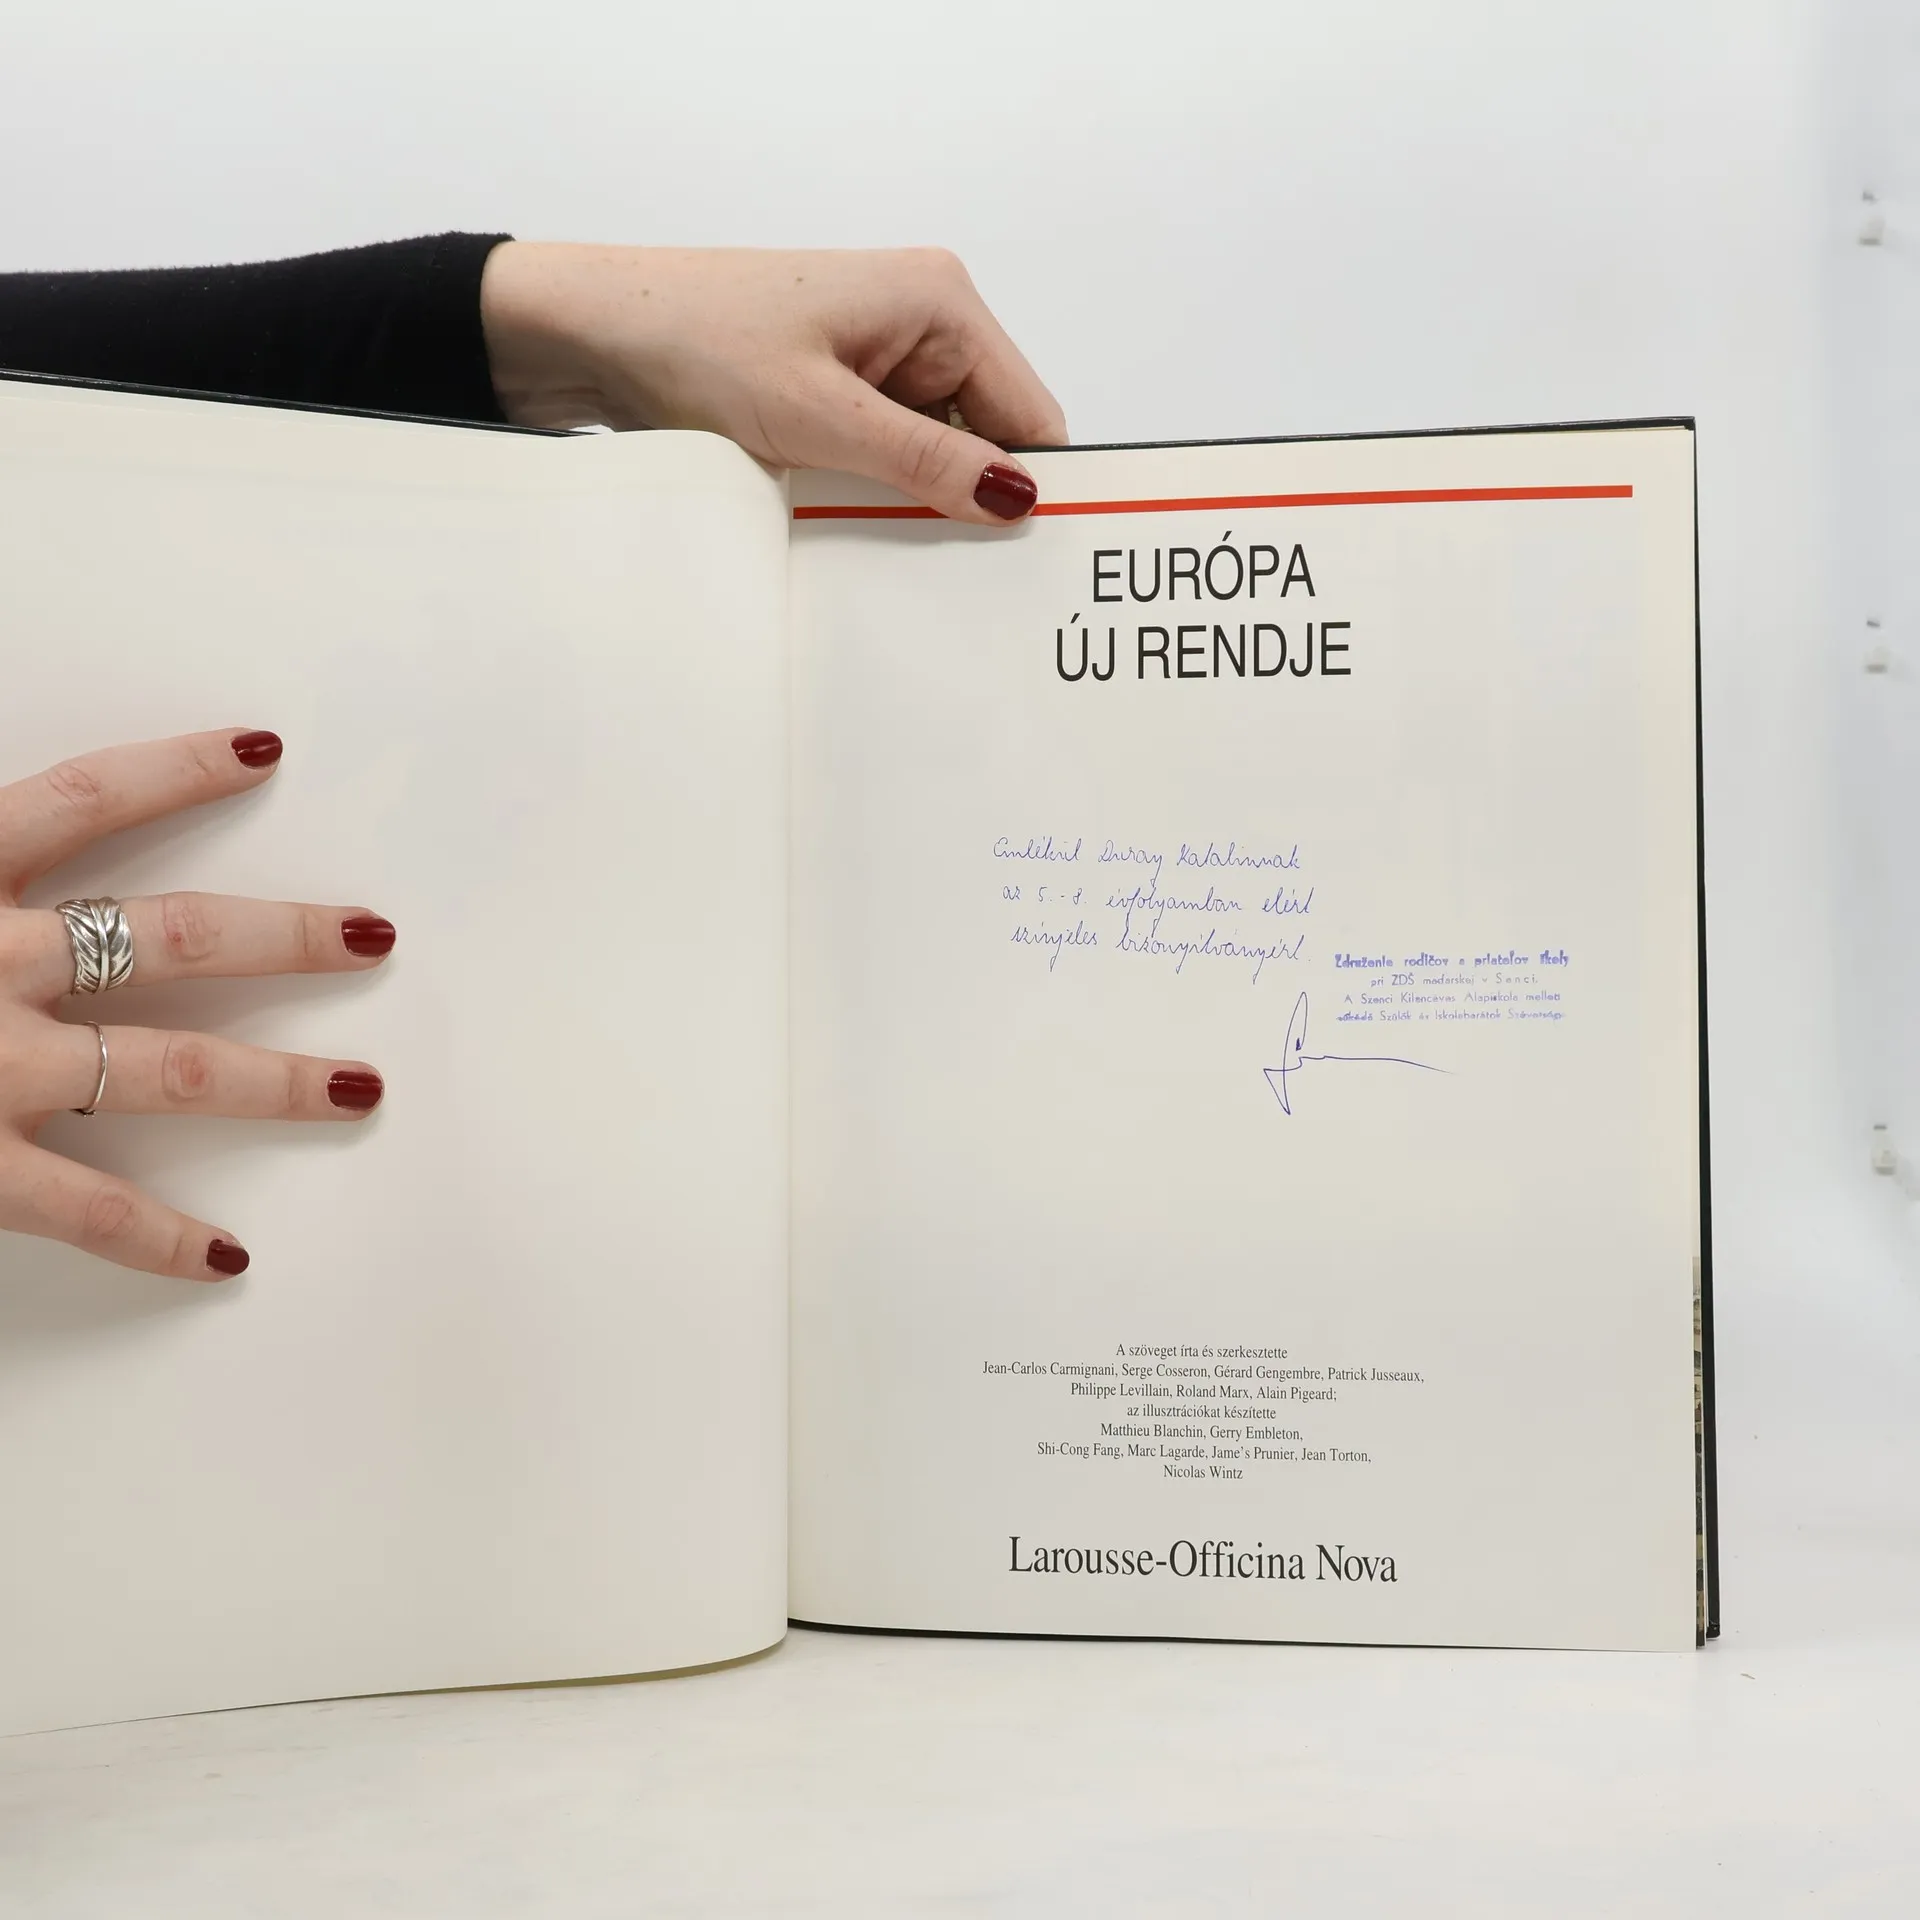 EURÓPA
ÚJ RENDJE
Emlékül Duray Katalinnak
az 5.-8. évfolyamban elért
színjeles bizonyítványért.
Združenie rodičov a priateľov školy
pri ZDŠ maďarskej v Senci.
A Szenci Kilencéves Alapiskola mellett
Szülők és Iskolabarátok Szövetsége
A szöveget írta és szerkesztette
Jean-Carlos Carmignani, Serge Cosseron, Gérard Gengembre, Patrick Jusseaux,
Philippe Levillain, Roland Marx, Alain Pigeard;
az illusztrációkat készítette
Matthieu Blanchin, Gerry Embleton,
Shi-Cong Fang, Marc Lagarde, Jame's Prunier, Jean Torton,
Nicolas Wintz
Larousse-Officina Nova